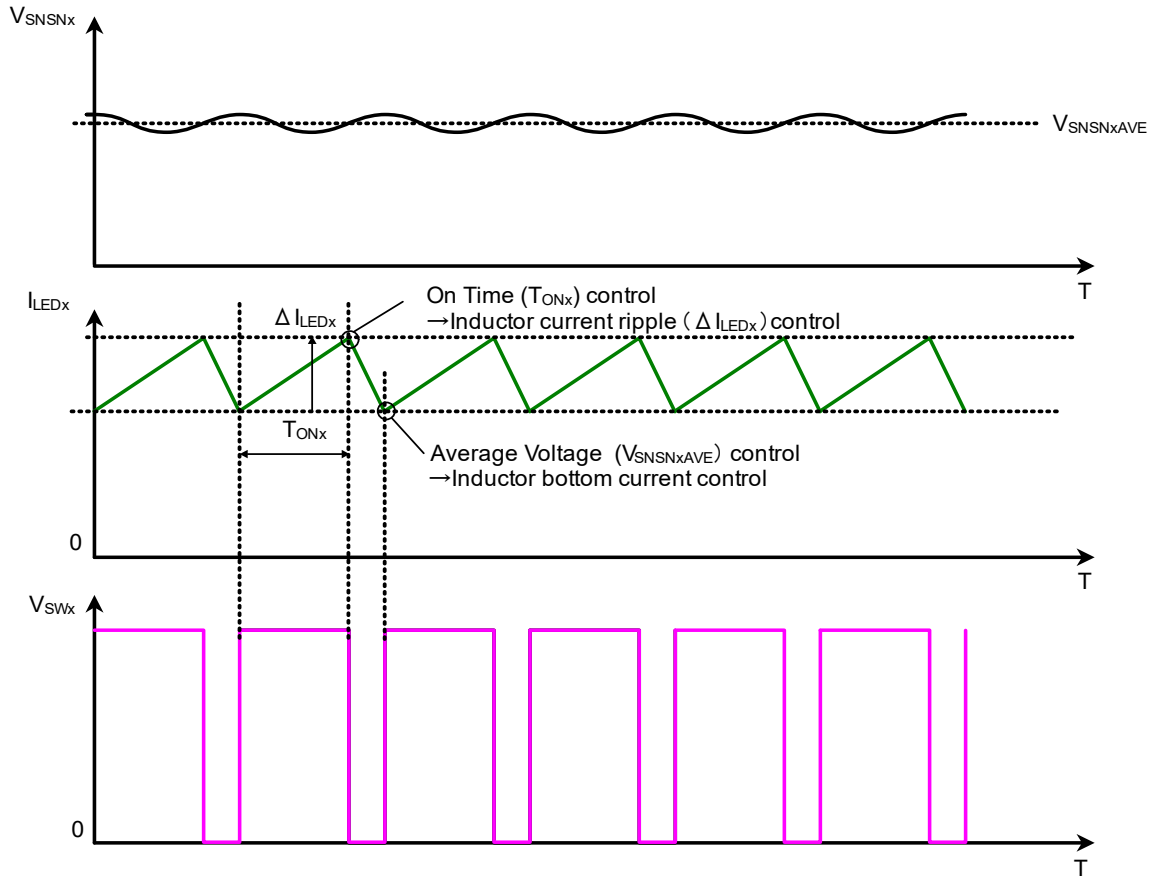 VSNSNx
VSNSNxAVE
T
ILEDx
ΔILEDx
On Time (TONx) control
→Inductor current ripple (ΔILEDx) control
TONx
Average Voltage (VSNSNxAVE) control
→Inductor bottom current control
0
T
VSWx
0
T